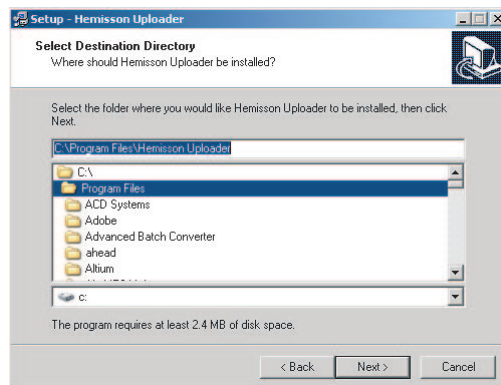 Setup - Hemisson Uploader
Select Destination Directory
Where should Hemisson Uploader be installed?
Select the folder where you would like Hemisson Uploader to be installed, then click
Next.
C:\Program Files\Hemisson Uploader
C:\
Program Files
ACD Systems
Adobe
Advanced Batch Converter
ahead
Altium
c:
The program requires at least 2.4 MB of disk space.
< Back
Next >
Cancel